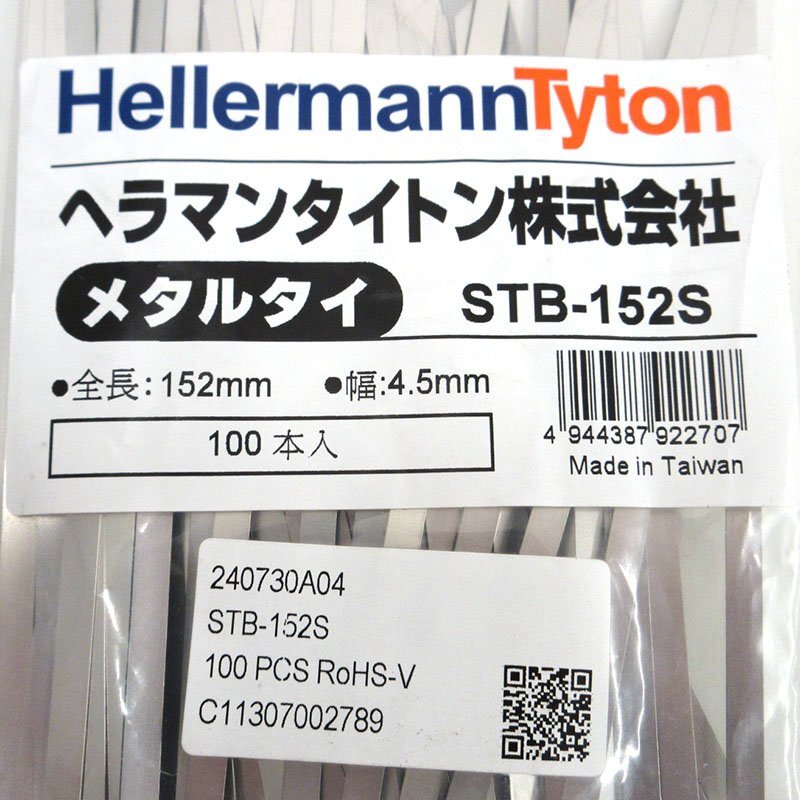 HellermannTyton
ヘラマンタイトン株式会社
メタルタイ STB-152S
●全長:152mm ●幅:4.5mm
100 本入
4 944387 922707
Made in Taiwan
240730A04
STB-152S
100 PCS RoHS-V
C11307002789